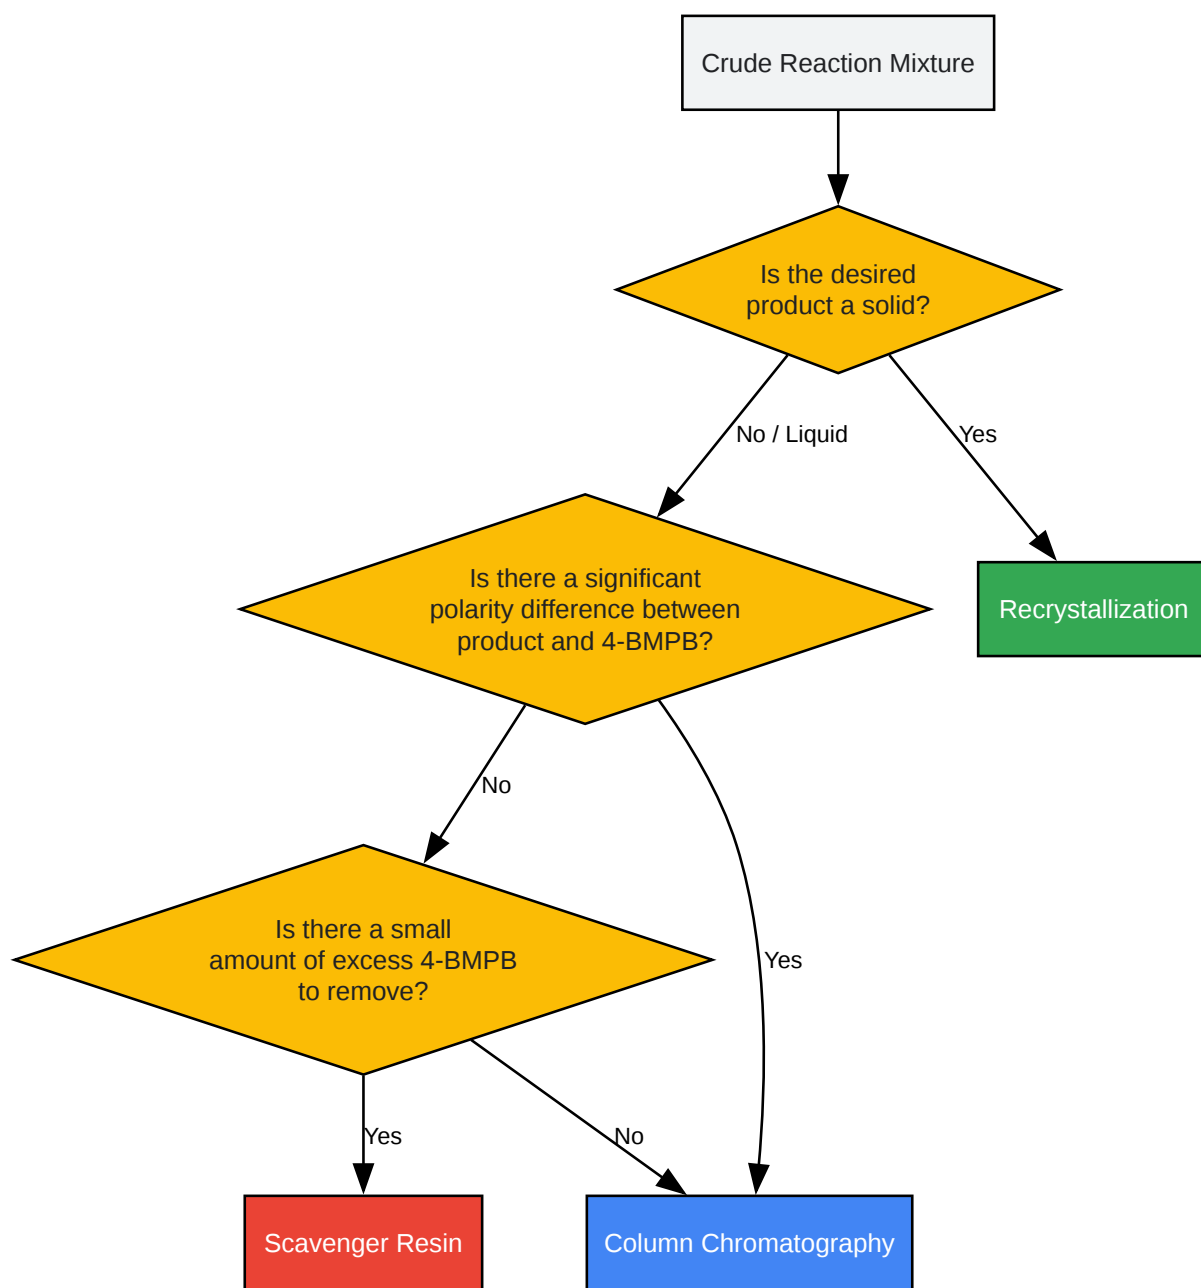 Crude Reaction Mixture
Is the desired
product a solid?
No / Liquid
Yes
Is there a significant
polarity difference between
product and 4-BMPB?
Recrystallization
No
Is there a small
amount of excess 4-BMPB
to remove?
Yes
Yes
No
Scavenger Resin
Column Chromatography